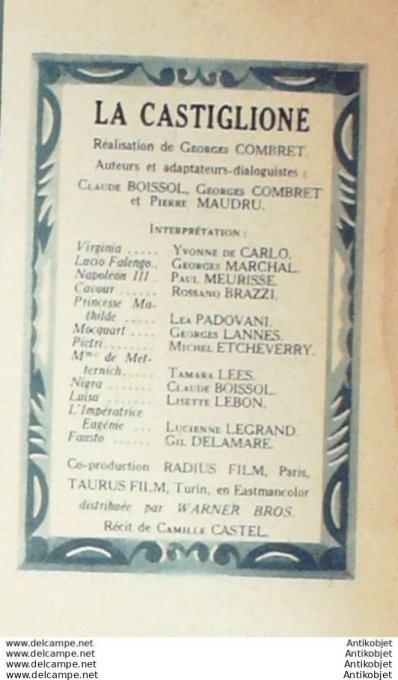 LA CASTIGLIONE
Réalisation de GEORGES COMBRET.
Auteurs et adaptateurs-dialoguistes :
CLAUDE BOISSOL, GEORGES COMBRET
et PIERRE MAUDRU.
INTERPRÉTATION :
Virginia ..... YVONNE DE CARLO.
Lucio Falengo.. GEORGES MARCHAL.
Napoléon III . PAUL MEURISSE.
Cavour ...... ROSSANO BRAZZI.
Princesse Ma-
thilde ..... LEA PADOVANI.
Mocquart .... GEORGES LANNES.
Pietri....... MICHEL ETCHEVERRY.
Mme de Met-
ternich...... TAMARA LEES.
Nigra ....... CLAUDE BOISSOL.
Luisa ....... LISETTE LEBON.
L'Impératrice
Eugénie ... LUCIENNE LEGRAND.
Fausto ...... GIL DELAMARE.
Co-production RADIUS FILM, Paris,
TAURUS FILM, Turin, en Eastmancolor
distribuée par WARNER BROS.
Récit de CAMILLE CASTEL.
www.delcampe.net Antikobjet
www.delcampe.net Antikobjet
www.delcampe.net Antikobjet
www.delcampe.net Antikobjet